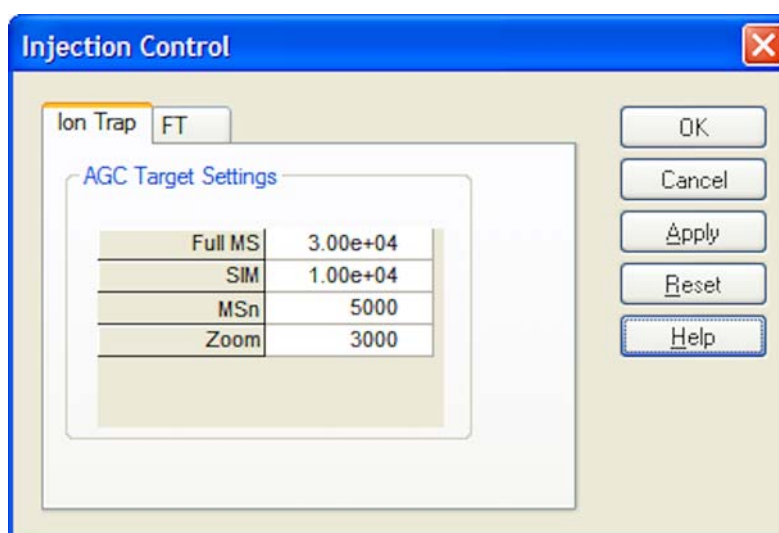 Injection Control
Ion Trap FT
AGC Target Settings
Full MS 3.00e+04
SIM 1.00e+04
MSn 5000
Zoom 3000
OK
Cancel
Apply
Reset
Help